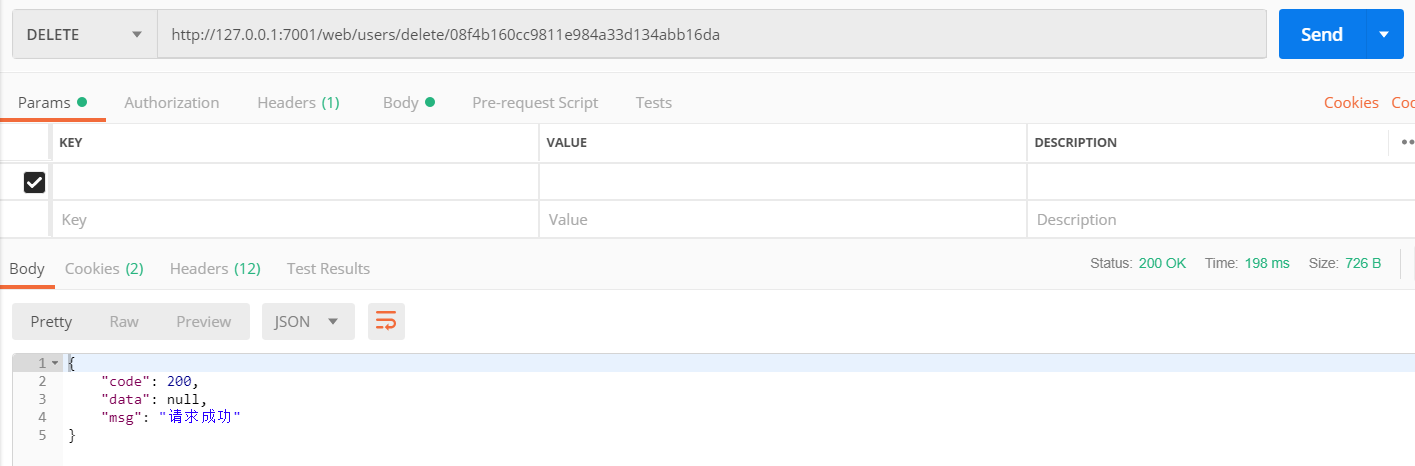 DELETE http://127.0.0.1:7001/web/users/delete/08f4b160cc9811e984a33d134abb16da Send
Params Authorization Headers (1) Body Pre-request Script Tests Cookies Coc
KEY VALUE DESCRIPTION
Key Value Description
Body Cookies (2) Headers (12) Test Results Status: 200 OK Time: 198 ms Size: 726 B
Pretty Raw Preview JSON
1 {
2 "code": 200,
3 "data": null,
4 "msg": "请求成功"
5 }